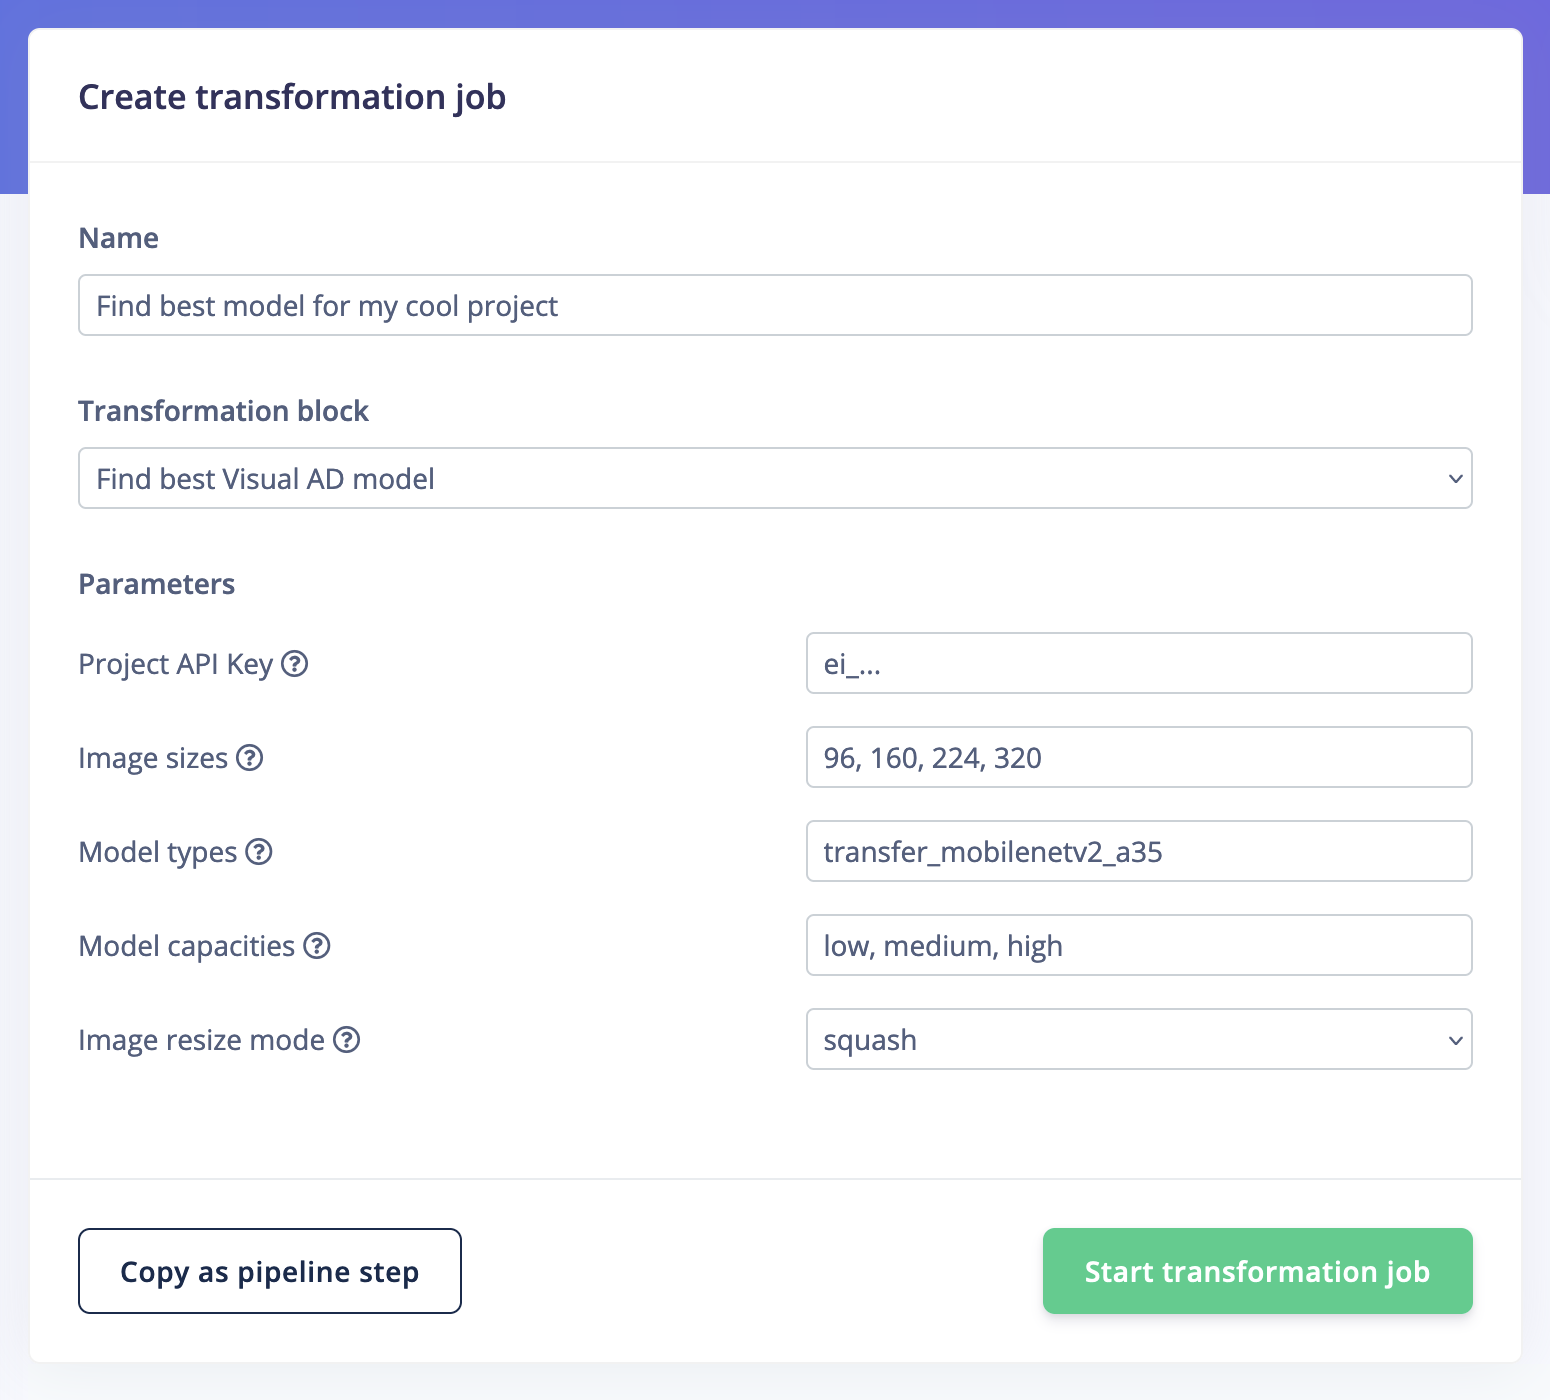 Create transformation job
Name
Find best model for my cool project
Transformation block
Find best Visual AD model
Parameters
Project API Key ?
ei_...
Image sizes ?
96, 160, 224, 320
Model types ?
transfer_mobilenetv2_a35
Model capacities ?
low, medium, high
Image resize mode ?
squash
Copy as pipeline step
Start transformation job